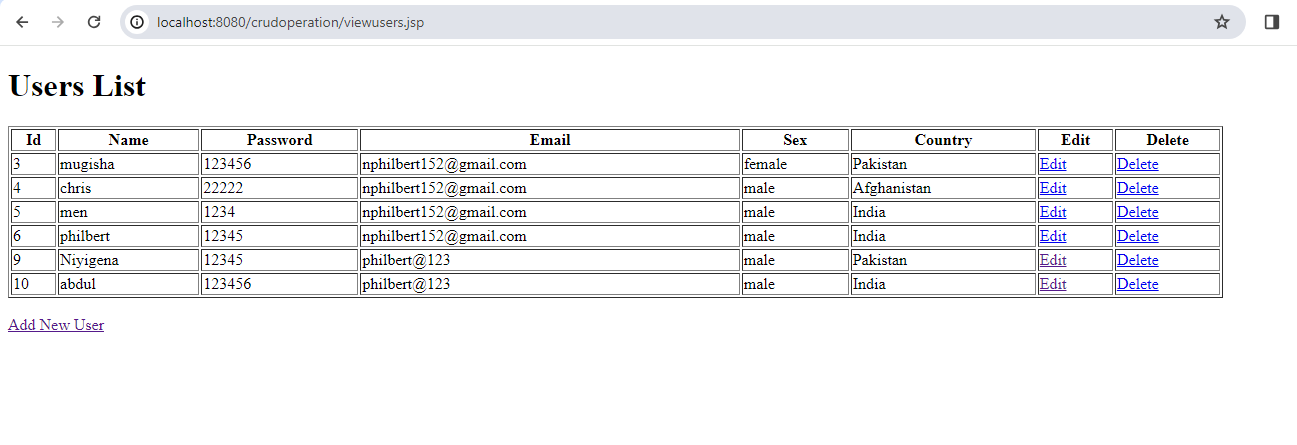 localhost:8080/crudoperation/viewusers.jsp
Users List
Id Name Password Email Sex Country Edit Delete
3 mugisha 123456 nphilbert152@gmail.com female Pakistan Edit Delete
4 chris 22222 nphilbert152@gmail.com male Afghanistan Edit Delete
5 men 1234 nphilbert152@gmail.com male India Edit Delete
6 philbert 12345 nphilbert152@gmail.com male India Edit Delete
9 Niyigena 12345 philbert@123 male Pakistan Edit Delete
10 abdul 123456 philbert@123 male India Edit Delete
Add New User